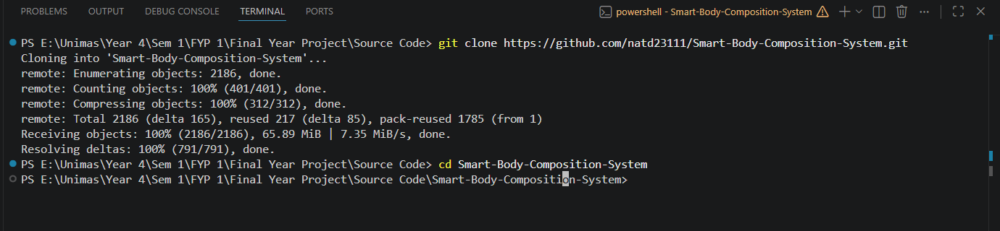 PROBLEMS OUTPUT DEBUG CONSOLE TERMINAL PORTS powershell - Smart-Body-Composition-System
PS E:\Unimas\Year 4\Sem 1\FYP 1\Final Year Project\Source Code> git clone https://github.com/natd23111/Smart-Body-Composition-System.git
Cloning into 'Smart-Body-Composition-System'...
remote: Enumerating objects: 2186, done.
remote: Counting objects: 100% (401/401), done.
remote: Compressing objects: 100% (312/312), done.
remote: Total 2186 (delta 165), reused 217 (delta 85), pack-reused 1785 (from 1)
Receiving objects: 100% (2186/2186), 65.89 MiB | 7.35 MiB/s, done.
Resolving deltas: 100% (791/791), done.
PS E:\Unimas\Year 4\Sem 1\FYP 1\Final Year Project\Source Code> cd Smart-Body-Composition-System
PS E:\Unimas\Year 4\Sem 1\FYP 1\Final Year Project\Source Code\Smart-Body-Composition-System>